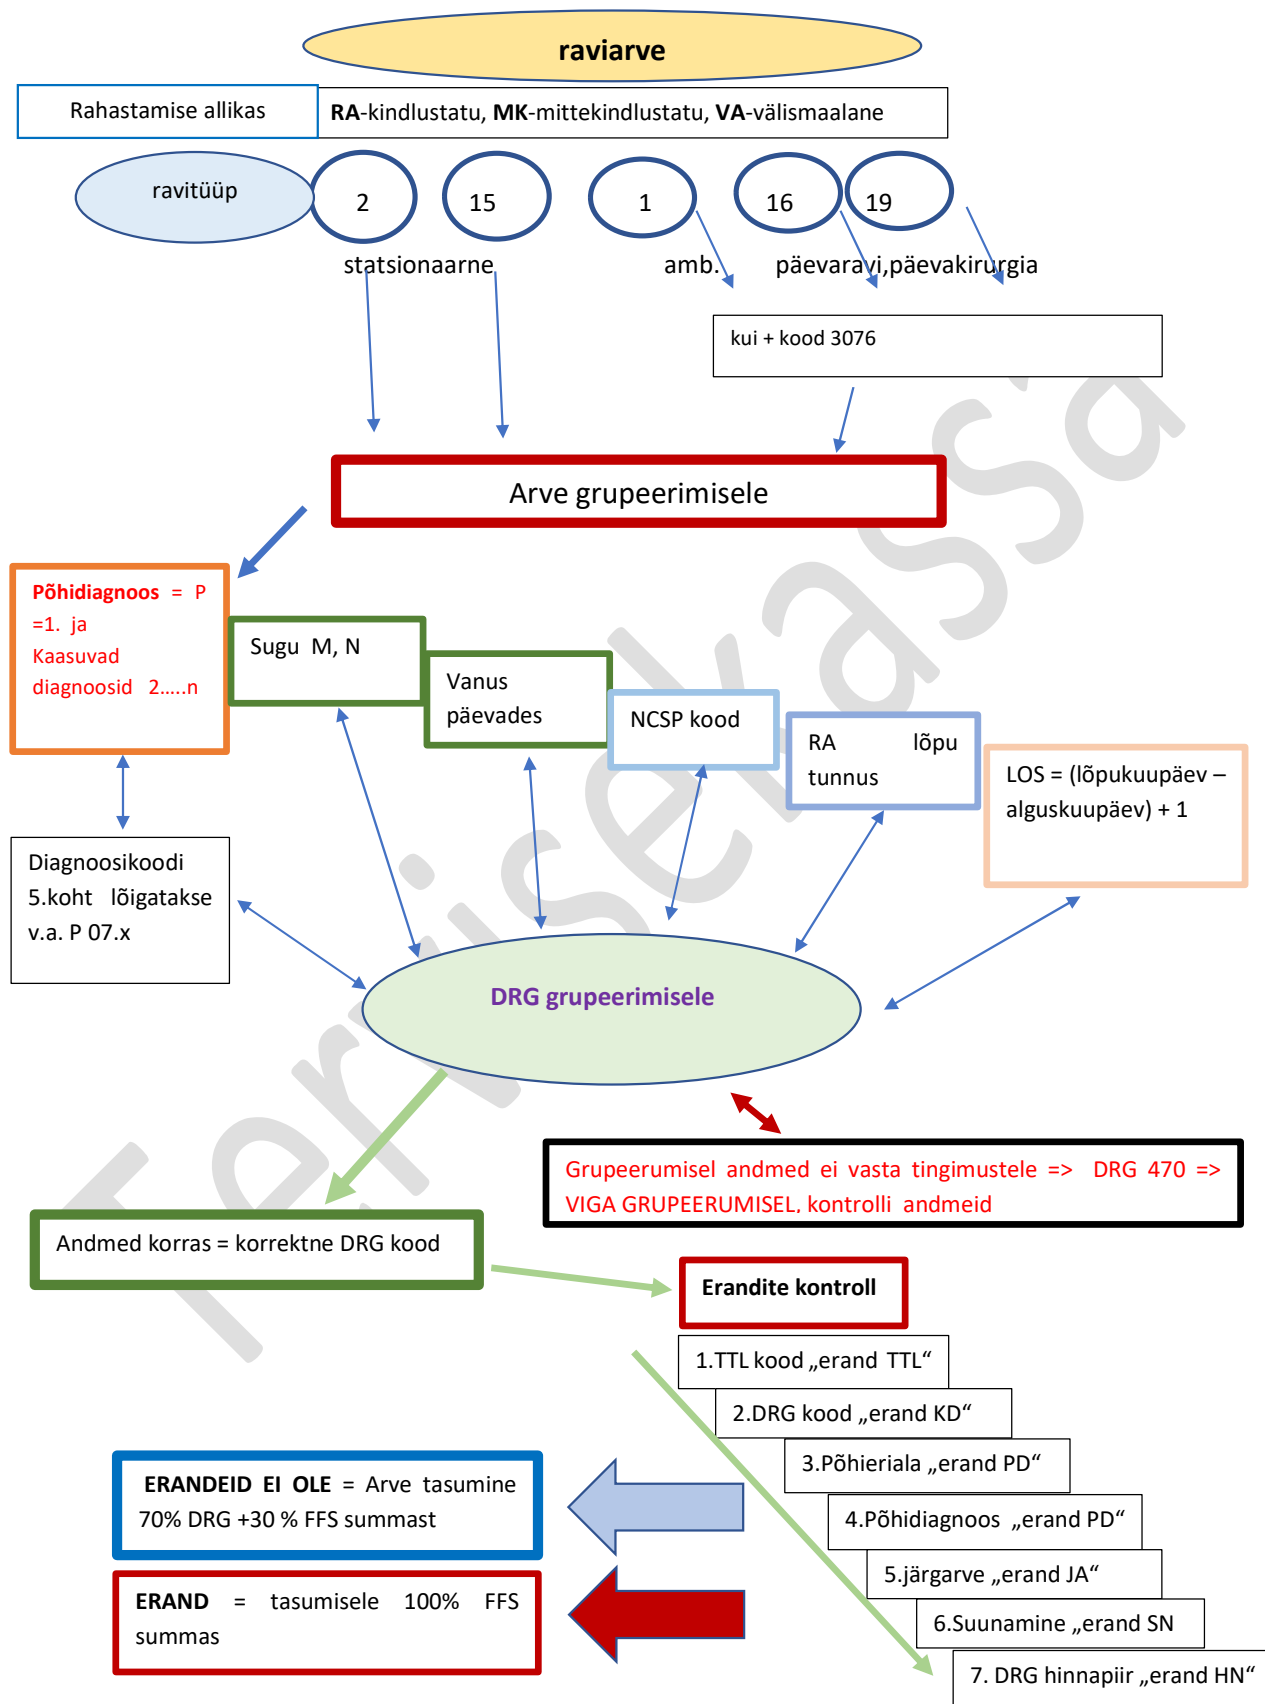 raviarve
Rahastamise allikas
RA-kindlustatu, MK-mittekindlustatu, VA-välismaalane
ravitüüp
2
15
1
16
19
statsionaarne
amb.
päevaravi,päevakirurgia
kui + kood 3076
Arve grupeerimisele
Põhidiagnoos = P
=1. ja
Kaasuvad
diagnoosid 2.....n
Sugu M, N
Vanus
päevades
NCSP kood
RA lõpu
tunnus
LOS = (lõpukuupäev –
alguskuupäev) + 1
Diagnoosikoodi
5.koht lõigatakse
v.a. P 07.x
DRG grupeerimisele
Grupeerumisel andmed ei vasta tingimustele => DRG 470 =>
VIGA GRUPEERUMISEL, kontrolli andmeid
Andmed korras = korrektne DRG kood
Erandite kontroll
1.TTL kood „erand TTL“
2.DRG kood „erand KD“
3.Põhieriala „erand PD“
4.Põhidiagnoos „erand PD“
5.järgarve „erand JA“
6.Suunamine „erand SN
7. DRG hinnapiir „erand HN“
ERANDEID EI OLE = Arve tasumine
70% DRG +30 % FFS summast
ERAND = tasumisele 100% FFS
summas
Tervisekassa